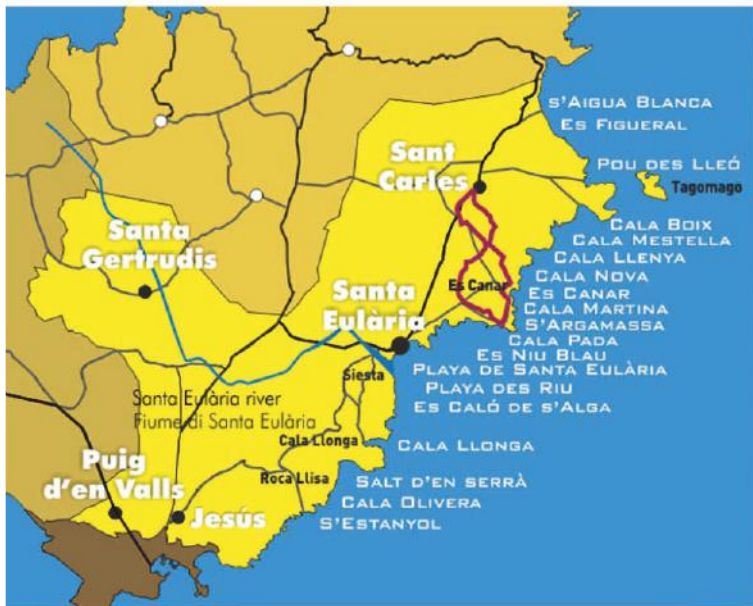 s'Aigua Blanca
Es Figueral
Sant
Carles
Pou des Lleó
Tagomago
Cala Boix
Cala Mestella
Cala Llenya
Santa
Gertrudis
Cala Nova
Es Canar
Es Canar
Santa
Eulària
Cala Martina
S'Argamassa
Cala Pada
Es Niu Blau
Playa de Santa Eulària
Siesta
Playa des Riu
Santa Eulària river
Fiume di Santa Eulària
Es Caló de s'Alga
Cala Llonga
Cala Llonga
Puig
d'en Valls
Roca Llisa
Salt d'en Serrà
Cala Olivera
Jesús
S'Estanyol